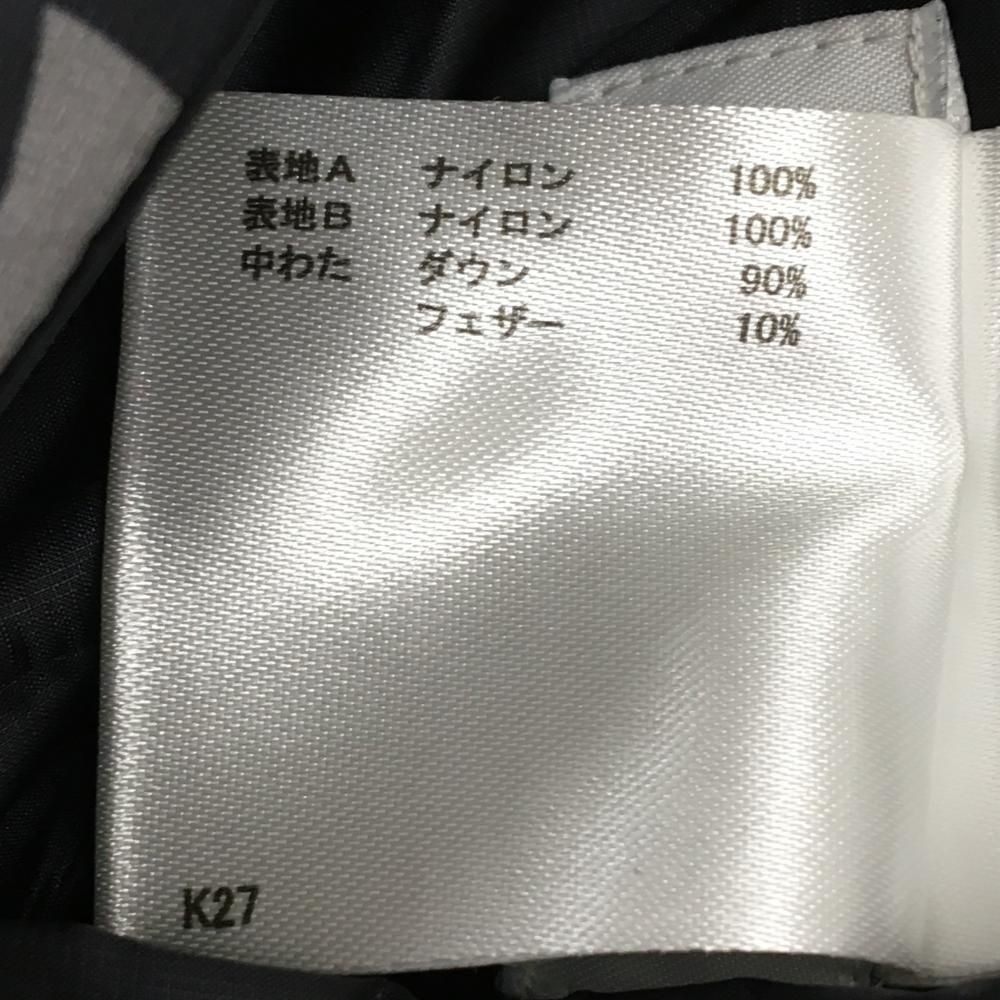 表地A ナイロン 100%
表地B ナイロン 100%
中わた ダウン 90%
フェザー 10%
K27